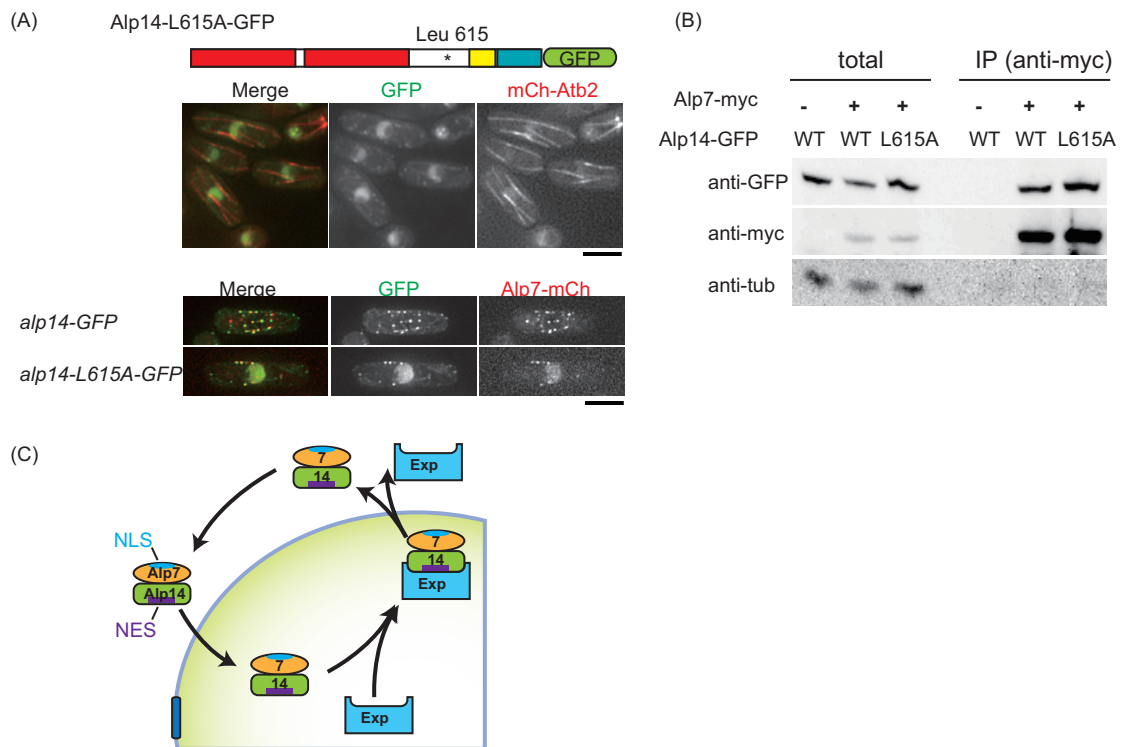 (A)
Alp14-L615A-GFP
Leu 615
*
GFP
Merge GFP mCh-Atb2
Merge GFP Alp7-mCh
alp14-GFP
alp14-L615A-GFP
(B)
total IP (anti-myc)
Alp7-myc - + + - + +
Alp14-GFP WT WT L615A WT WT L615A
anti-GFP
anti-myc
anti-tub
(C)
7
14
Exp
NLS
Alp7
Alp14
NES
7
14
Exp
7
14
Exp